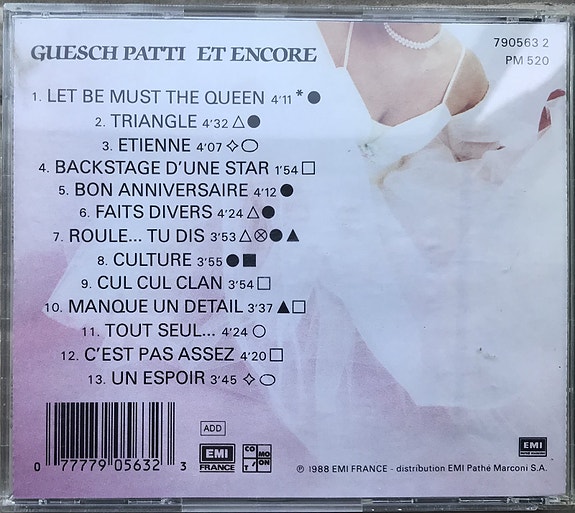 GUESCH PATTI ET ENCORE
790563 2
PM 520
1. LET BE MUST THE QUEEN 4'11 * ●
2. TRIANGLE 4'32 △●
3. ETIENNE 4'07 ✧○
4. BACKSTAGE D'UNE STAR 1'54 □
5. BON ANNIVERSAIRE 4'12 ●
6. FAITS DIVERS 4'24 △●
7. ROULE... TU DIS 3'53 △⊗●▲
8. CULTURE 3'55 ●■
9. CUL CUL CLAN 3'54 □
10. MANQUE UN DETAIL 3'37 ▲□
11. TOUT SEUL... 4'24 ○
12. C'EST PAS ASSEZ 4'20 □
13. UN ESPOIR 3'45 ✧○
ADD
EMI
FRANCE
EMI
0 77779 05632 3
℗ 1988 EMI FRANCE - distribution EMI Pathé Marconi S.A.